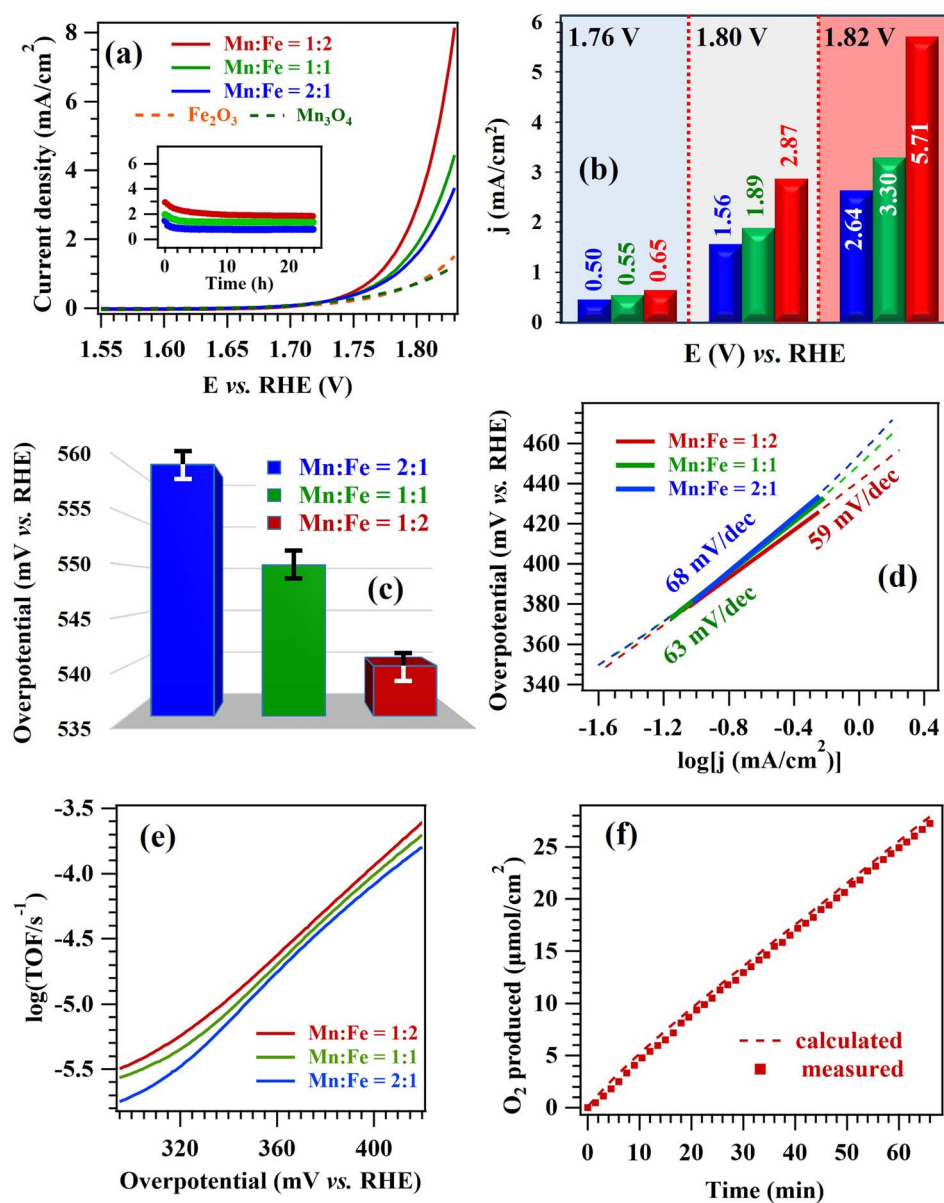 (a)
Mn:Fe = 1:2
Mn:Fe = 1:1
Mn:Fe = 2:1
Fe₂O₃
Mn₃O₄
Current density (mA/cm²)
8
6
4
2
0
6
4
2
0
0 10 20
Time (h)
1.55 1.60 1.65 1.70 1.75 1.80
E vs. RHE (V)
1.76 V 1.80 V 1.82 V
(b)
j (mA/cm²)
6
5
4
3
2
1
0
0.50 0.55 0.65
1.56 1.89 2.87
2.64 3.30 5.71
E (V) vs. RHE
(c)
Overpotential (mV vs. RHE)
560
555
550
545
540
535
Mn:Fe = 2:1
Mn:Fe = 1:1
Mn:Fe = 1:2
(d)
Overpotential (mV vs. RHE)
460
440
420
400
380
360
340
Mn:Fe = 1:2
Mn:Fe = 1:1
Mn:Fe = 2:1
68 mV/dec
63 mV/dec
59 mV/dec
-1.6 -1.2 -0.8 -0.4 0.0 0.4
log[j (mA/cm²)]
(e)
log(TOF/s⁻¹)
-3.5
-4.0
-4.5
-5.0
-5.5
Mn:Fe = 1:2
Mn:Fe = 1:1
Mn:Fe = 2:1
320 360 400
Overpotential (mV vs. RHE)
(f)
O₂ produced (µmol/cm²)
25
20
15
10
5
0
calculated
measured
0 10 20 30 40 50 60
Time (min)